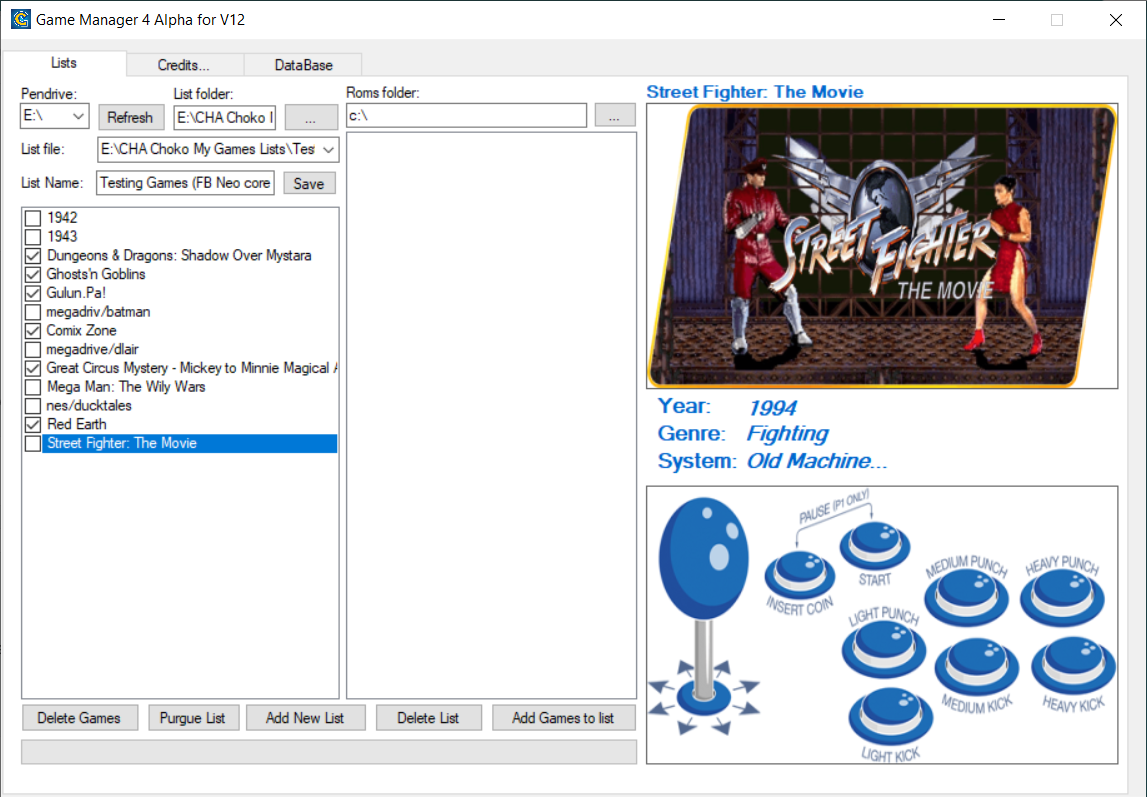 Game Manager 4 Alpha for V12
Lists
Credits...
DataBase
Pendrive:
List folder:
Roms folder:
E:\
Refresh
E:\CHA Choko
...
c:\
...
List file:
E:\CHA Choko My Games Lists\Tes
List Name:
Testing Games (FB Neo core
Save
1942
1943
Dungeons & Dragons: Shadow Over Mystara
Ghosts'n Goblins
Gulun.Pa!
megadriv/batman
Comix Zone
megadrive/dlair
Great Circus Mystery - Mickey to Minnie Magical
Mega Man: The Wily Wars
nes/ducktales
Red Earth
Street Fighter: The Movie
Delete Games
Purgue List
Add New List
Delete List
Add Games to list
Street Fighter: The Movie
STREET FIGHTER
THE MOVIE
Year: 1994
Genre: Fighting
System: Old Machine...
PAUSE (P1 ONLY)
INSERT COIN
START
LIGHT PUNCH
MEDIUM PUNCH
HEAVY PUNCH
LIGHT KICK
MEDIUM KICK
HEAVY KICK